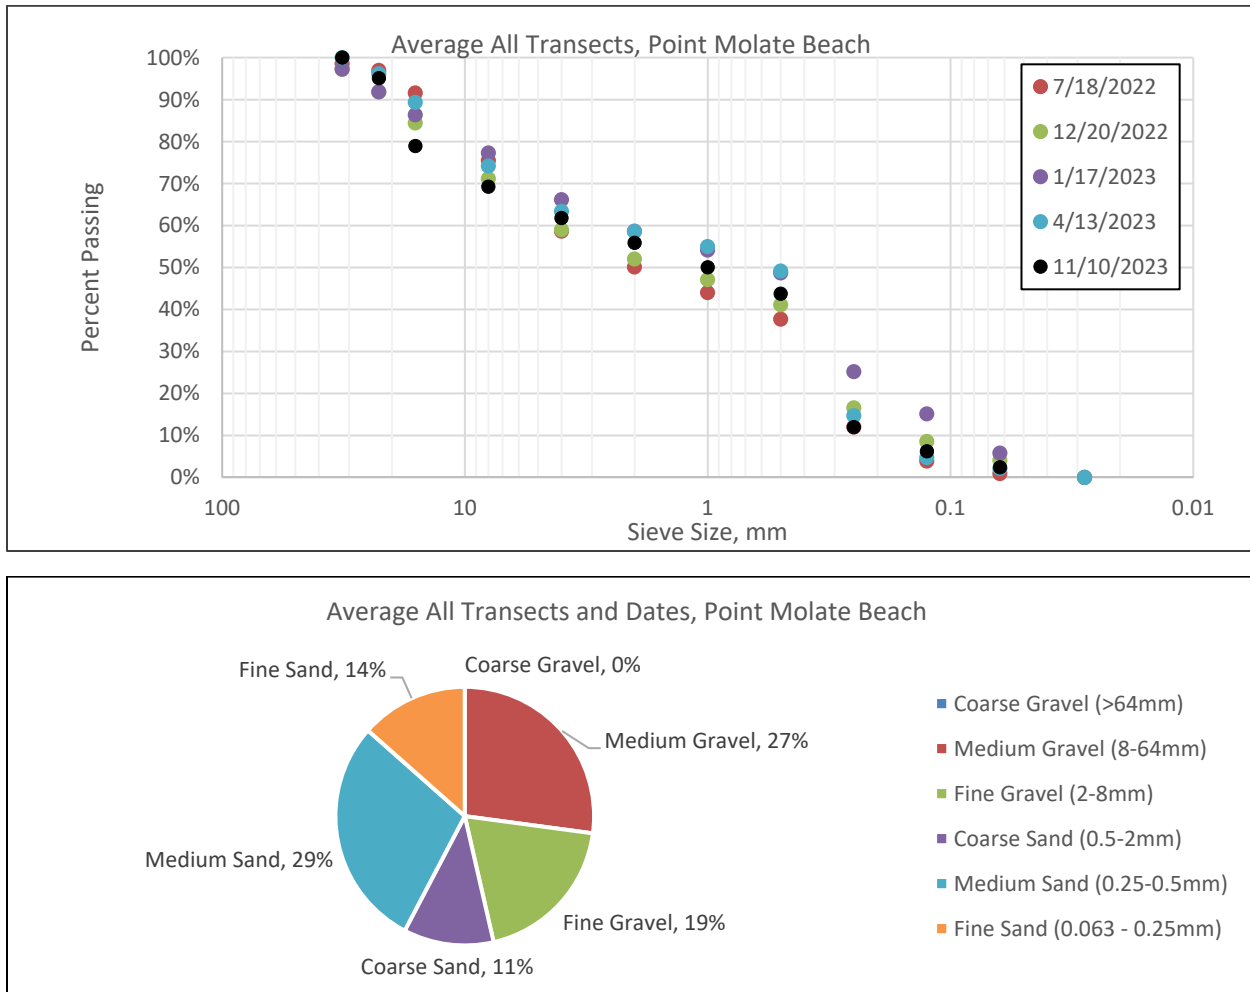 Average All Transects, Point Molate Beach
100%
90%
80%
70%
60%
50%
40%
30%
20%
10%
0%
Percent Passing
100
10
1
0.1
0.01
Sieve Size, mm
7/18/2022
12/20/2022
1/17/2023
4/13/2023
11/10/2023
Average All Transects and Dates, Point Molate Beach
Fine Sand, 14%
Coarse Gravel, 0%
Medium Gravel, 27%
Medium Sand, 29%
Fine Gravel, 19%
Coarse Sand, 11%
Coarse Gravel (>64mm)
Medium Gravel (8-64mm)
Fine Gravel (2-8mm)
Coarse Sand (0.5-2mm)
Medium Sand (0.25-0.5mm)
Fine Sand (0.063 - 0.25mm)